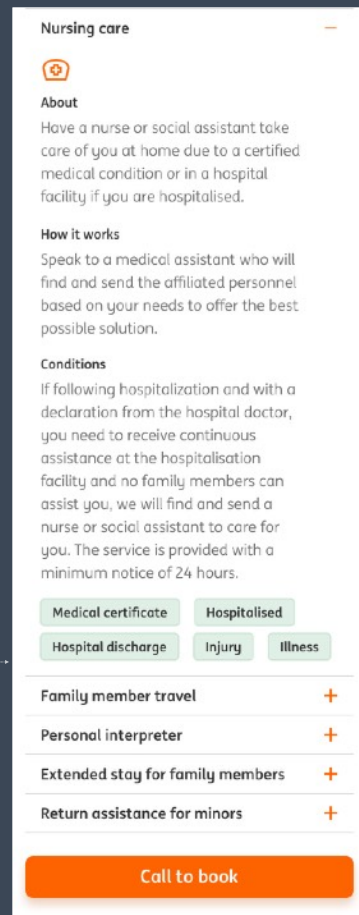 Nursing care
About
Have a nurse or social assistant take
care of you at home due to a certified
medical condition or in a hospital
facility if you are hospitalised.
How it works
Speak to a medical assistant who will
find and send the affiliated personnel
based on your needs to offer the best
possible solution.
Conditions
If following hospitalization and with a
declaration from the hospital doctor,
you need to receive continuous
assistance at the hospitalisation
facility and no family members can
assist you, we will find and send a
nurse or social assistant to care for
you. The service is provided with a
minimum notice of 24 hours.
Medical certificate Hospitalised
Hospital discharge Injury Illness
Family member travel
Personal interpreter
Extended stay for family members
Return assistance for minors
Call to book